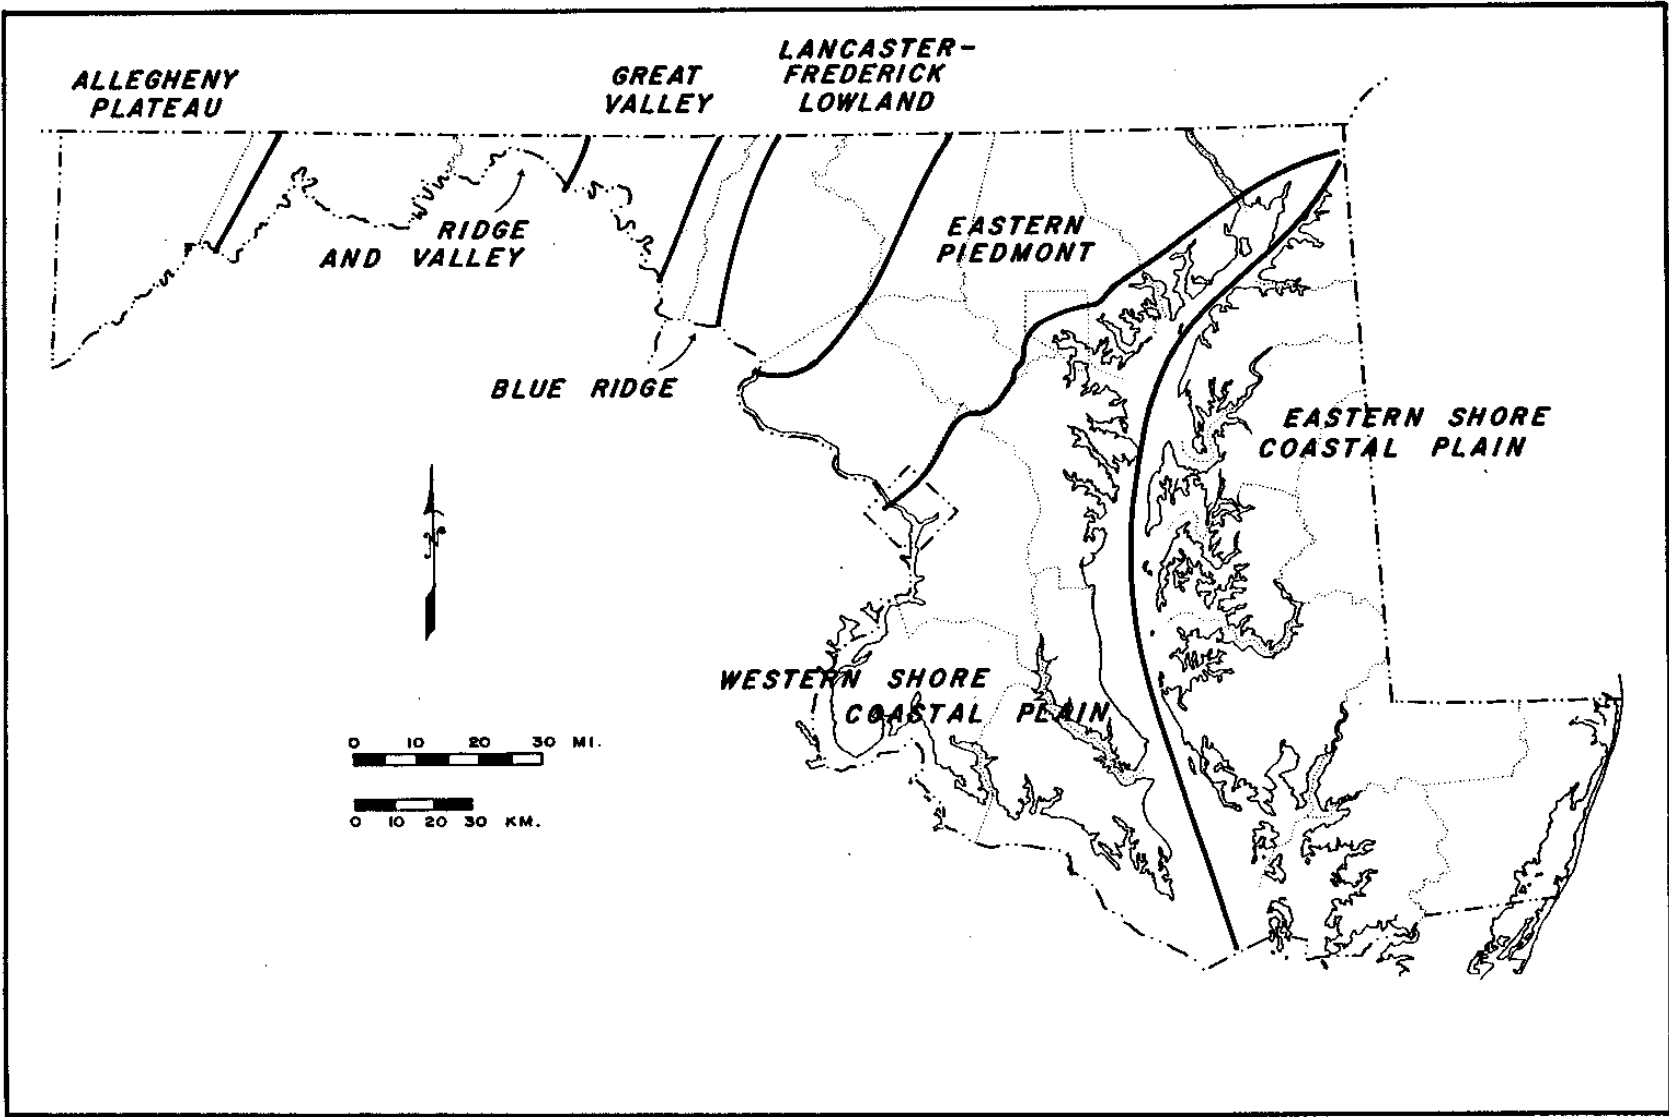 ALLEGHENY
PLATEAU
GREAT
VALLEY
LANCASTER-
FREDERICK
LOWLAND
RIDGE
AND VALLEY
EASTERN
PIEDMONT
BLUE RIDGE
EASTERN SHORE
COASTAL PLAIN
N
WESTERN SHORE
COASTAL PLAIN
0 10 20 30 MI.
0 10 20 30 KM.